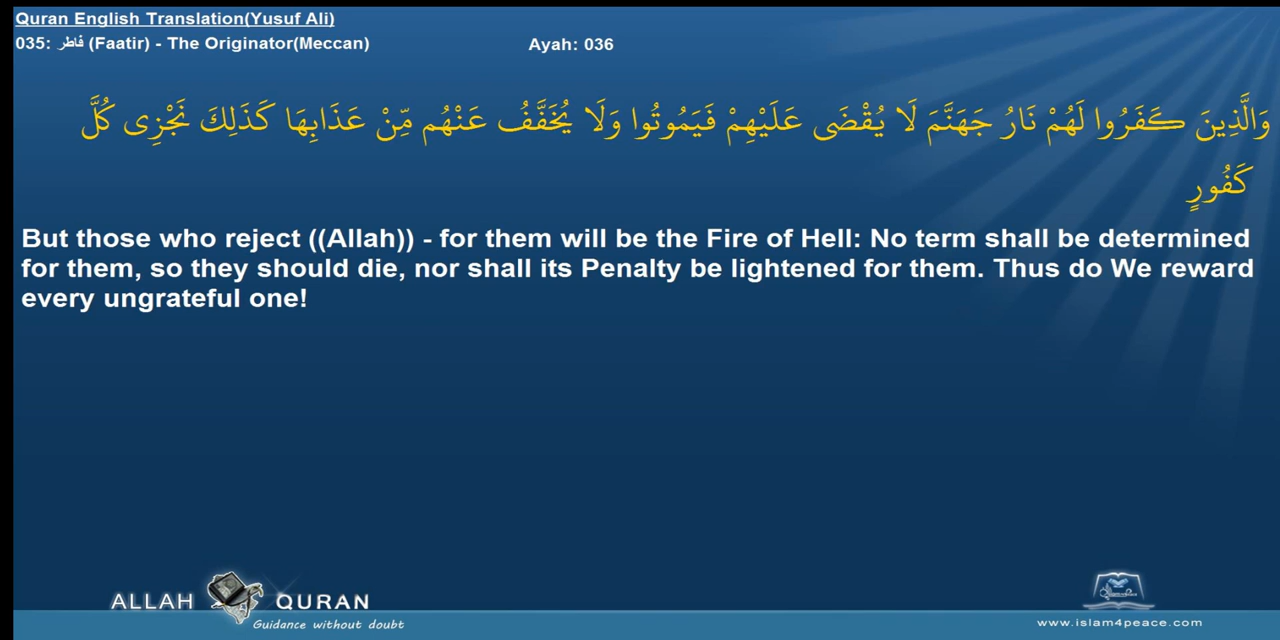 Quran English Translation(Yusuf Ali)
035: فاطر (Faatir) - The Originator(Meccan)
Ayah: 036
وَالَّذِينَ كَفَرُوا لَهُمْ نَارُ جَهَنَّمَ لَا يُقْضَى عَلَيْهِمْ فَيَمُوتُوا وَلَا يُخَفَّفُ عَنْهُم مِّنْ عَذَابِهَا كَذَلِكَ نَجْزِى كُلَّ
كَفُورٍ
But those who reject ((Allah)) - for them will be the Fire of Hell: No term shall be determined
for them, so they should die, nor shall its Penalty be lightened for them. Thus do We reward
every ungrateful one!
ALLAH QURAN
Guidance without doubt
www.islam4peace.com